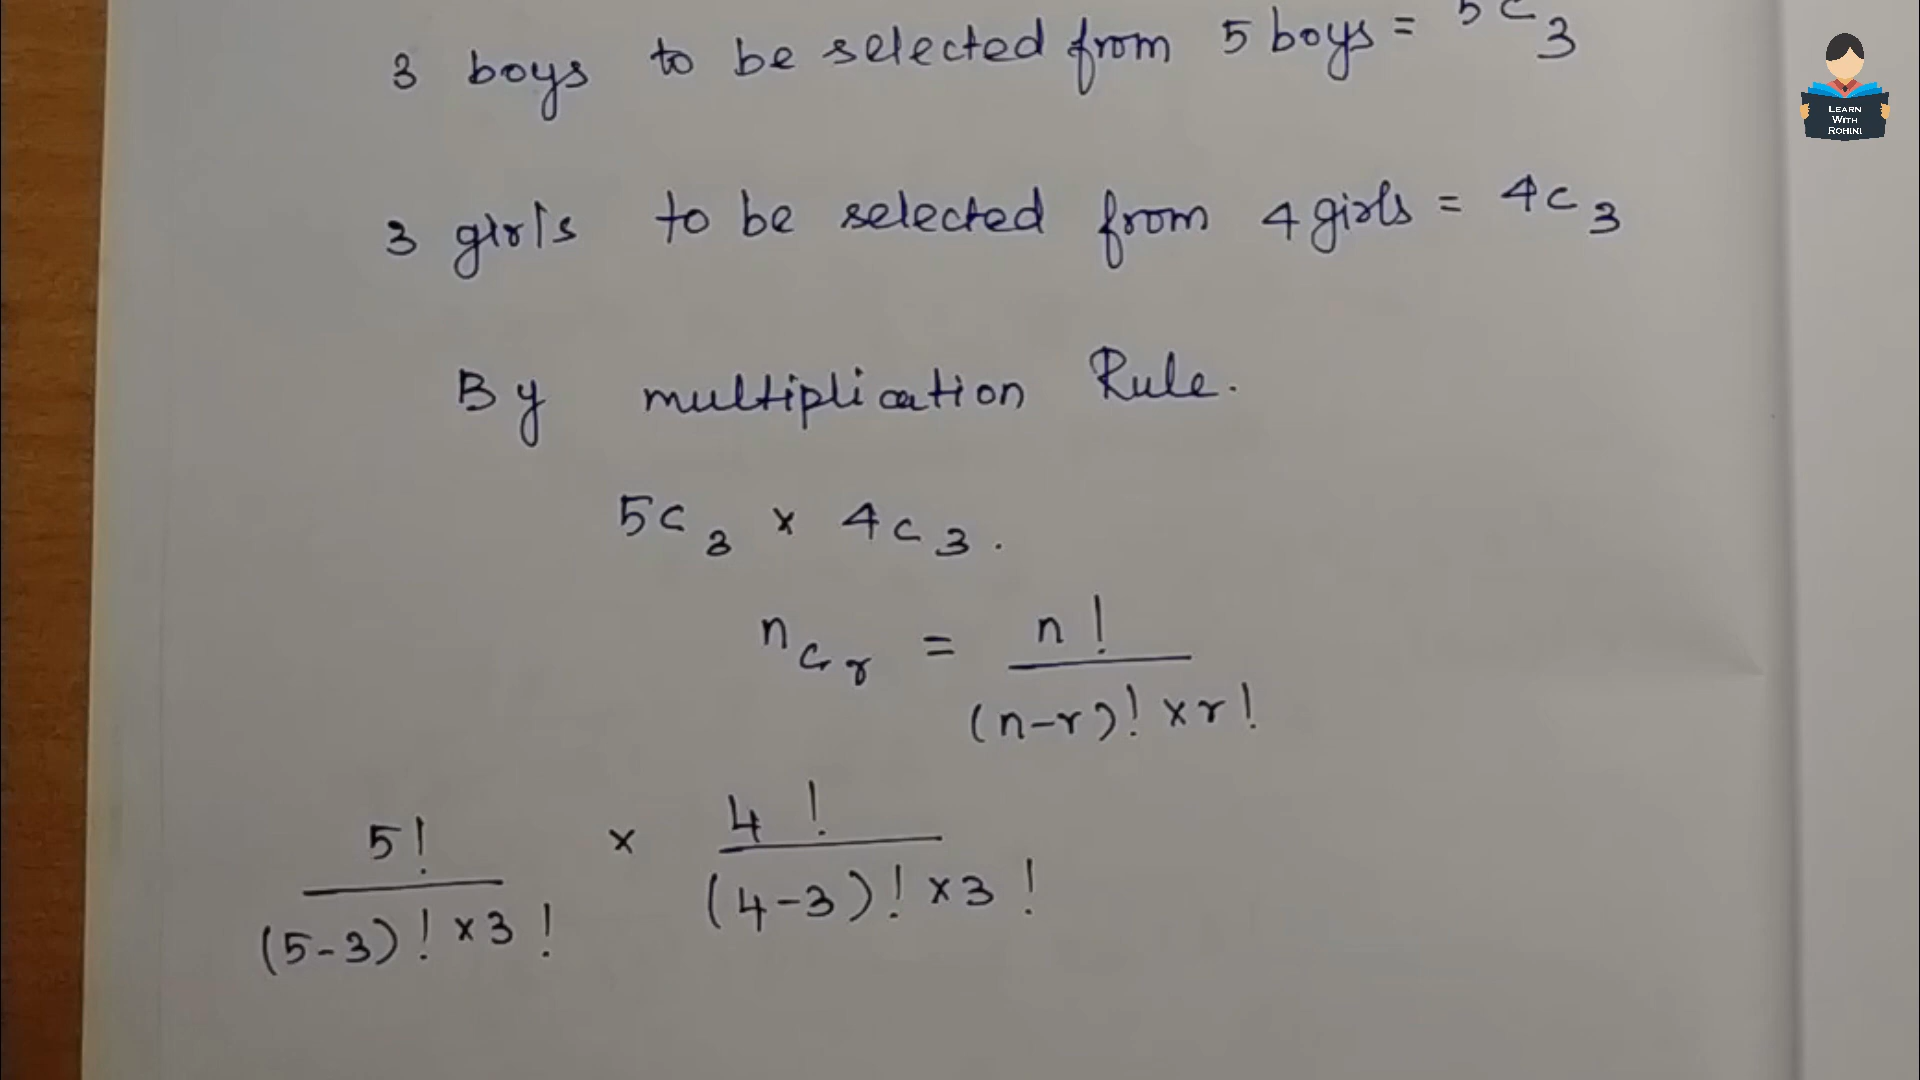 3 boys to be selected from 5 boys = 5C3
3 girls to be selected from 4 girls = 4C3
By multiplication Rule.
5C3 × 4C3.
nCr = n! / (n-r)! × r!
5! / (5-3)! × 3! × 4! / (4-3)! × 3!
LEARN
WITH
ROHINI